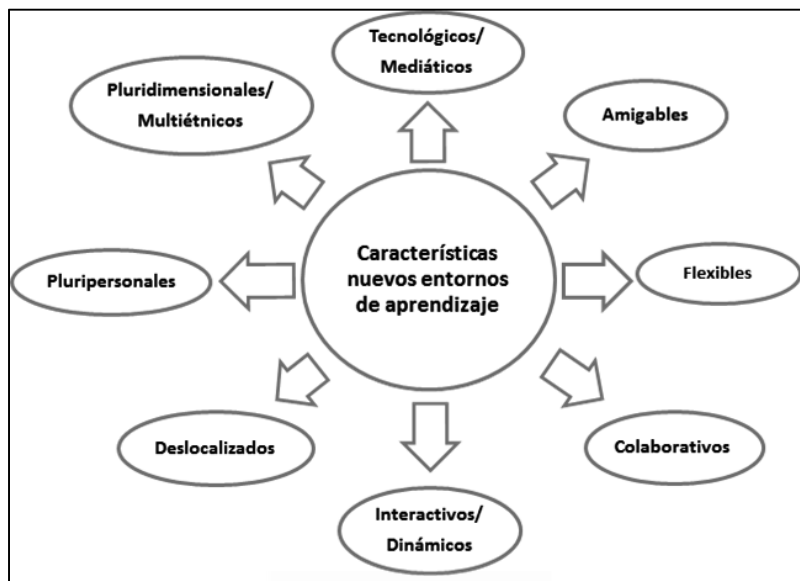 Tecnológicos/
Mediáticos
Pluridimensionales/
Multiétnicos
Amigables
Características
nuevos entornos
de aprendizaje
Pluripersonales
Flexibles
Deslocalizados
Colaborativos
Interactivos/
Dinámicos